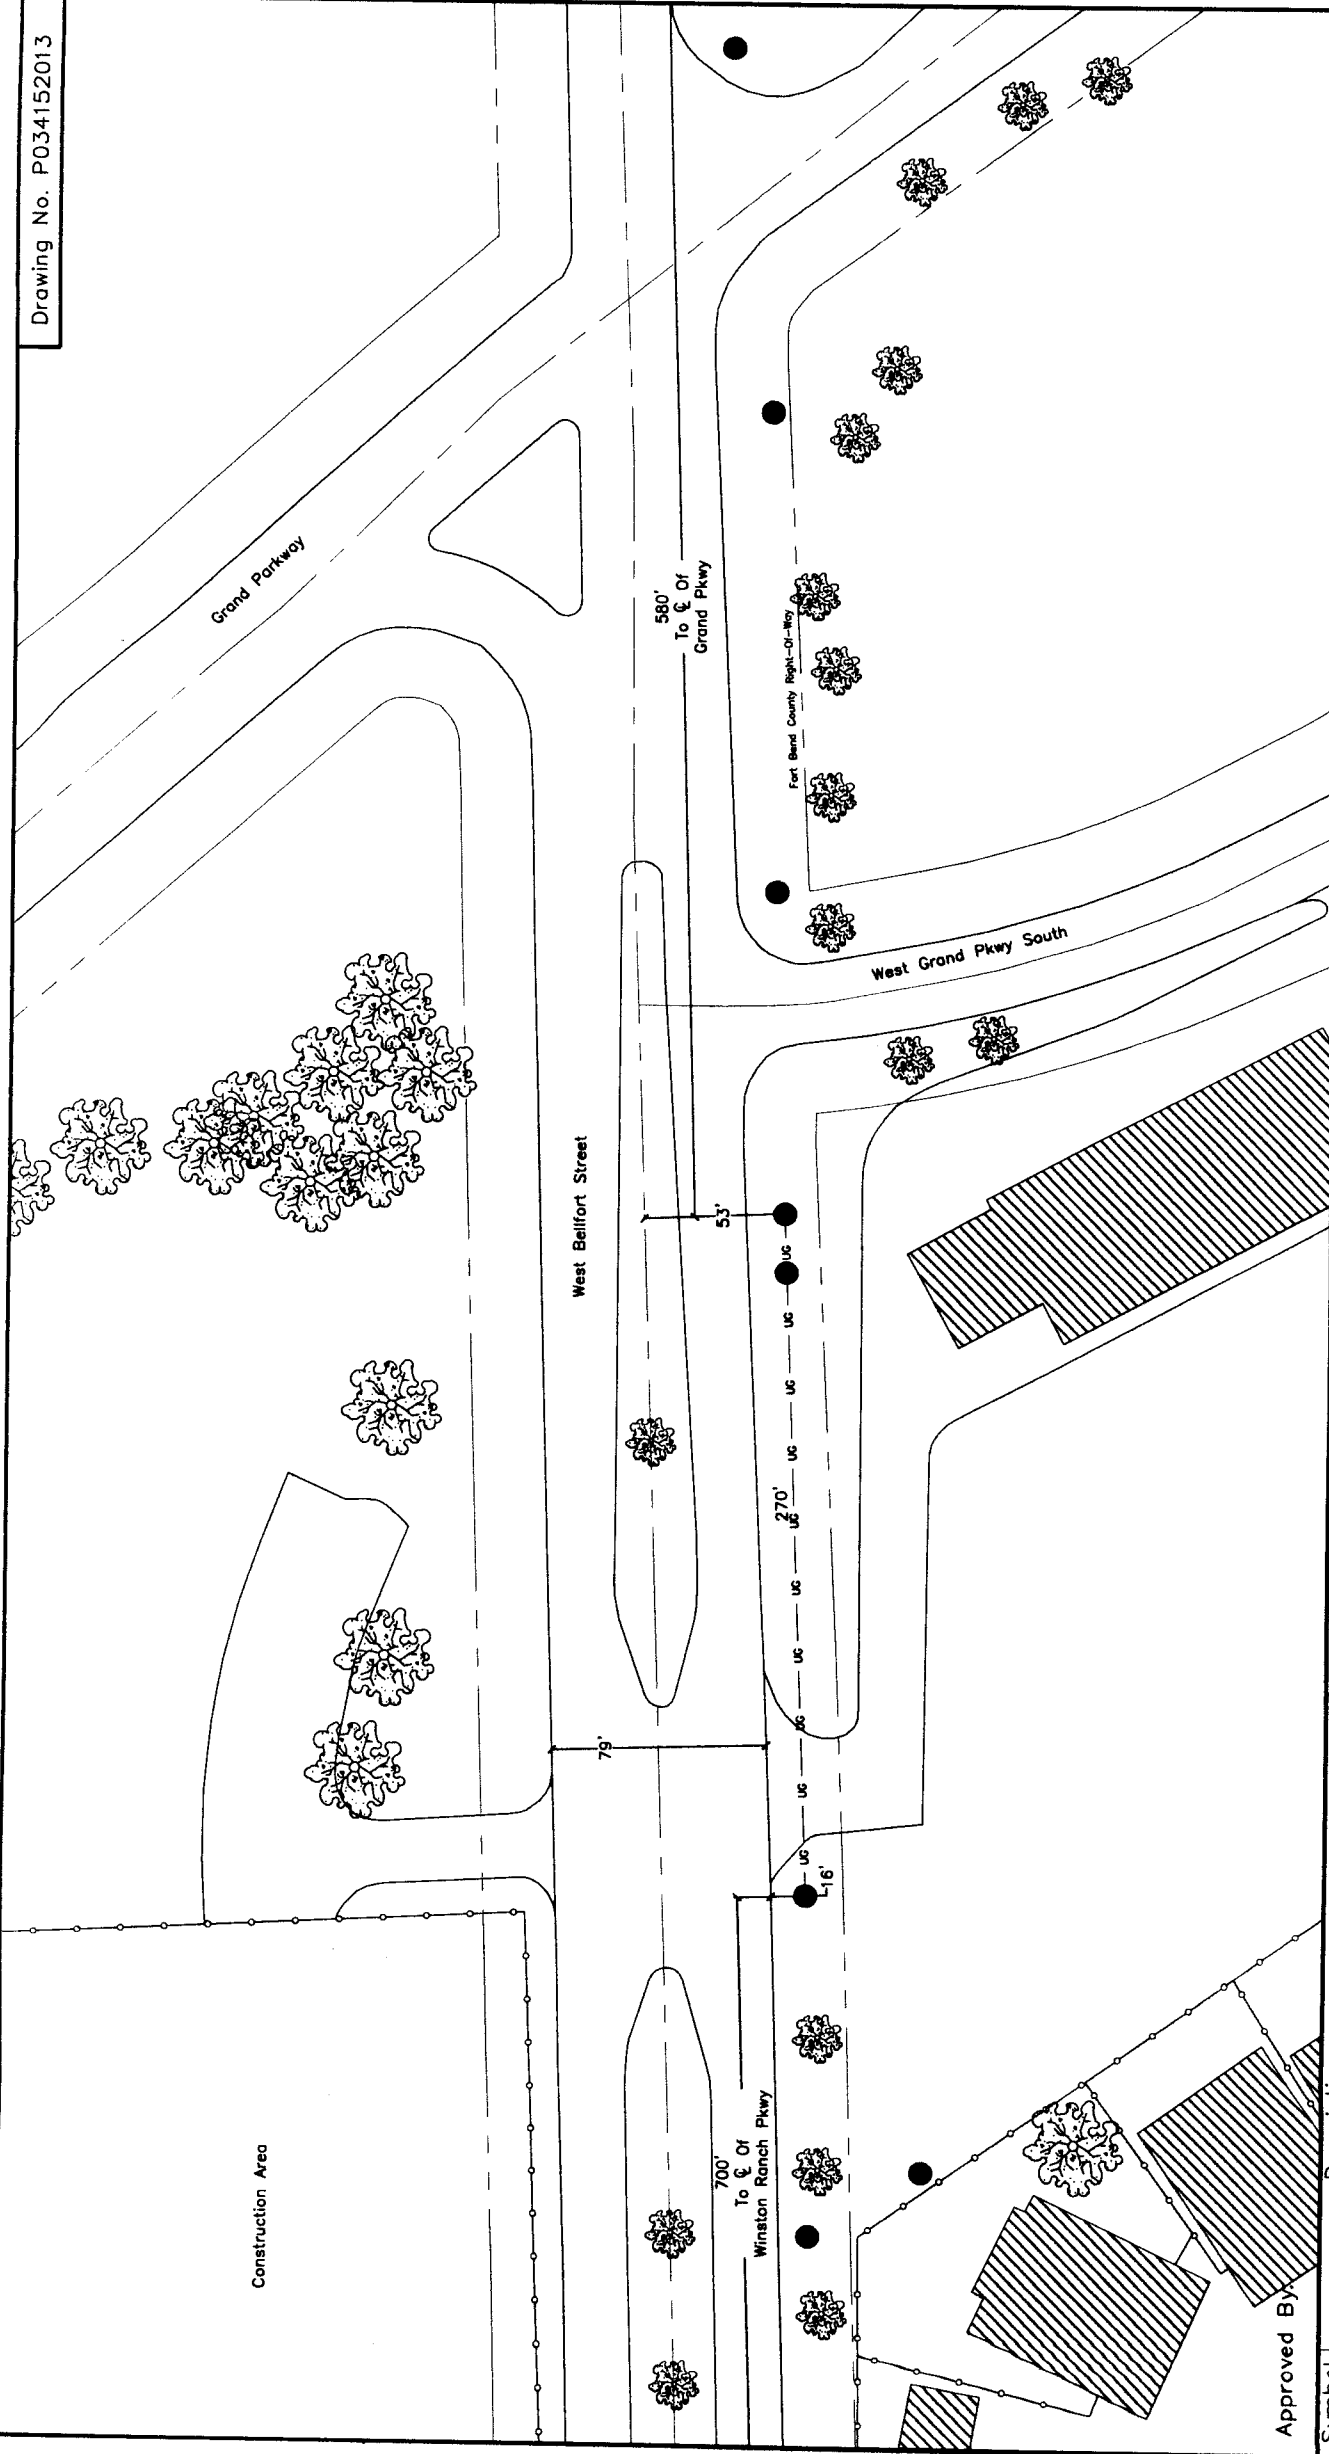 Drawing No. P034152013
Grand Parkway
580'
To ℄ Of
Grand Pkwy
Fort Bend County Right-Of-Way
West Grand Pkwy South
West Bellfort Street
53'
UG
UG
UG
UG
270'
UG
UG
UG
UG
UG
UG
79'
16'
700'
To ℄ Of
Winston Ranch Pkwy
Construction Area
Approved By: